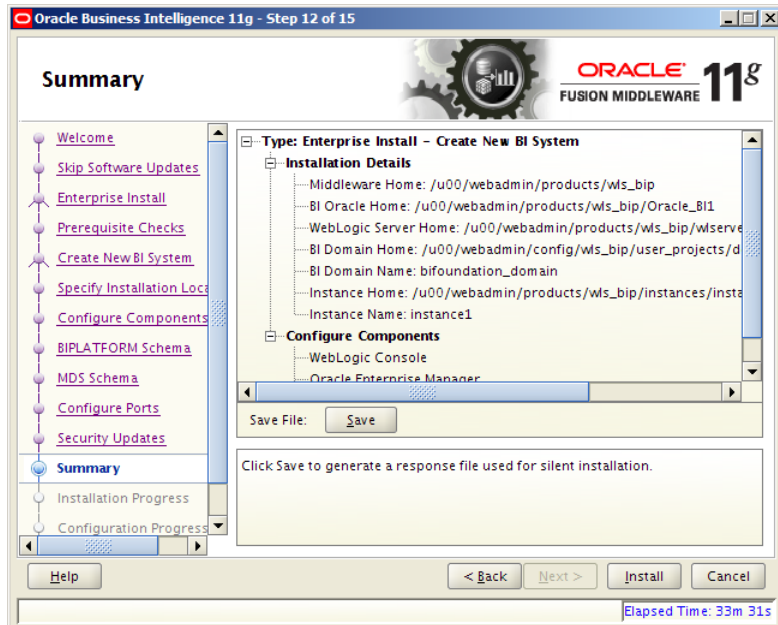 Oracle Business Intelligence 11g - Step 12 of 15
Summary
ORACLE®
FUSION MIDDLEWARE 11g
Welcome
Skip Software Updates
Enterprise Install
Prerequisite Checks
Create New BI System
Specify Installation Loca
Configure Components
BIPLATFORM Schema
MDS Schema
Configure Ports
Security Updates
Summary
Installation Progress
Configuration Progress
Type: Enterprise Install - Create New BI System
Installation Details
Middleware Home: /u00/webadmin/products/wls_bip
BI Oracle Home: /u00/webadmin/products/wls_bip/Oracle_BI1
WebLogic Server Home: /u00/webadmin/products/wls_bip/wlserve
BI Domain Home: /u00/webadmin/config/wls_bip/user_projects/d
BI Domain Name: bifoundation_domain
Instance Home: /u00/webadmin/products/wls_bip/instances/insta
Instance Name: instance1
Configure Components
WebLogic Console
Oracle Enterprise Manager
Save File: Save
Click Save to generate a response file used for silent installation.
Help < Back Next > Install Cancel
Elapsed Time: 33m 31s